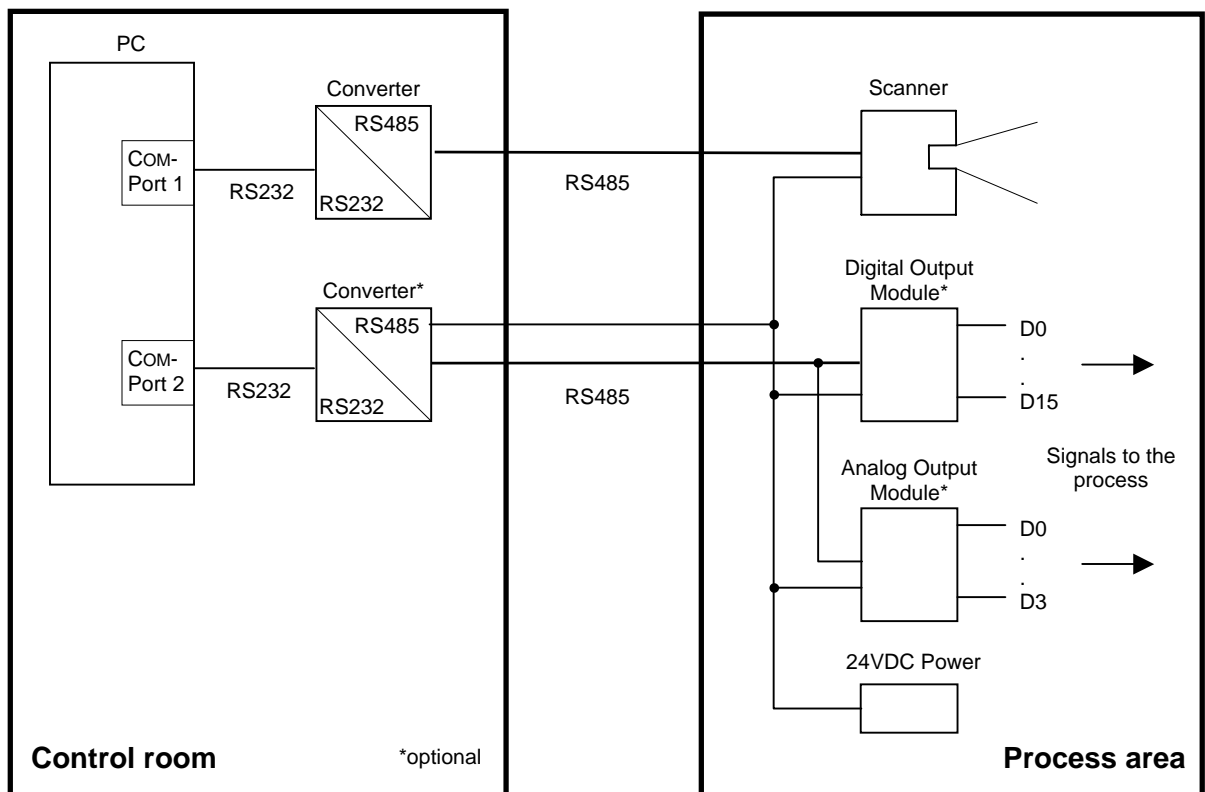 PC
COM-
Port 1
RS232
Converter
RS485
RS232
RS485
Scanner
COM-
Port 2
RS232
Converter*
RS485
RS232
RS485
Digital Output
Module*
D0
.
.
D15
Signals to the
process
Analog Output
Module*
D0
.
.
D3
24VDC Power
Control room
*optional
Process area